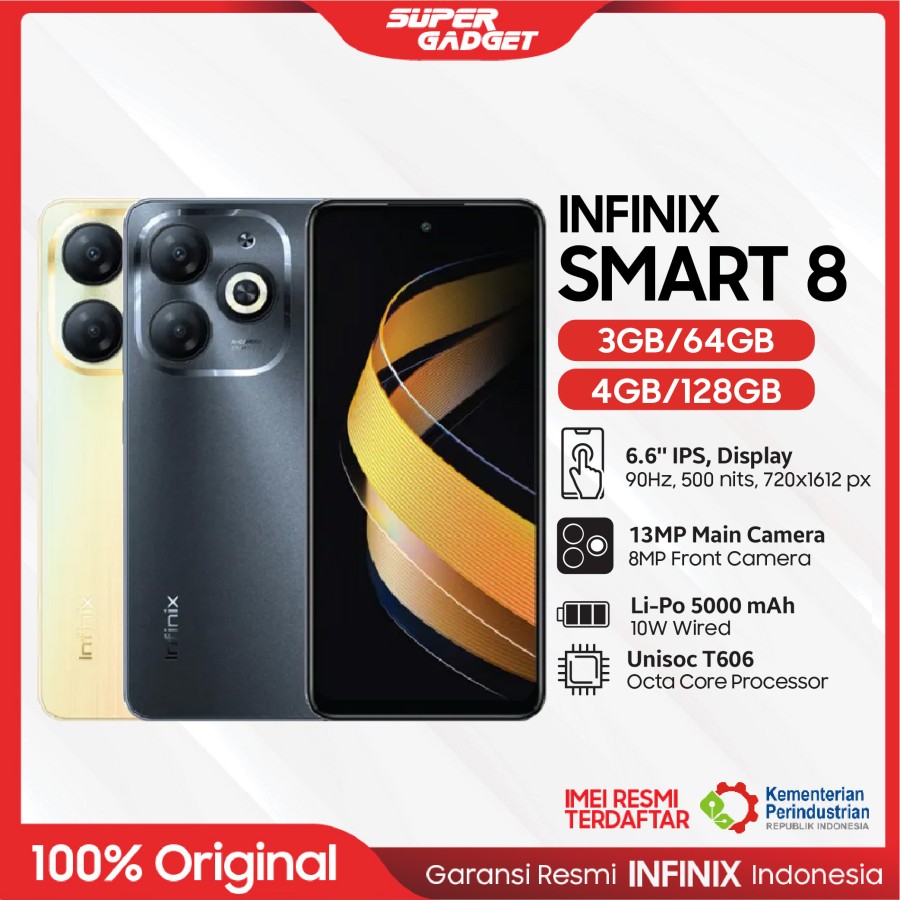 SUPER
GADGET
INFINIX
SMART 8
3GB/64GB
4GB/128GB
6.6" IPS, Display
90Hz, 500 nits, 720x1612 px
13MP Main Camera
8MP Front Camera
Li-Po 5000 mAh
10W Wired
Unisoc T606
Octa Core Processor
Infinix
Infinix
IMEI RESMI
TERDAFTAR
Kementerian
Perindustrian
REPUBLIK INDONESIA
100% Original
Garansi Resmi INFINIX Indonesia